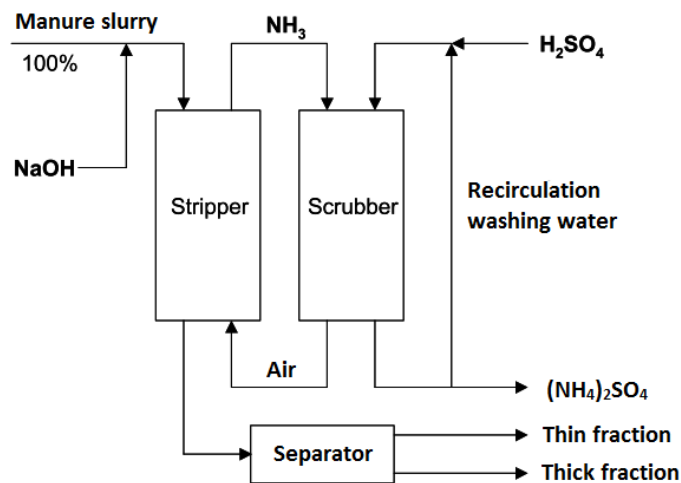 Manure slurry
100%
NH₃
H₂SO₄
NaOH
Stripper
Scrubber
Recirculation
washing water
Air
(NH₄)₂SO₄
Separator
Thin fraction
Thick fraction